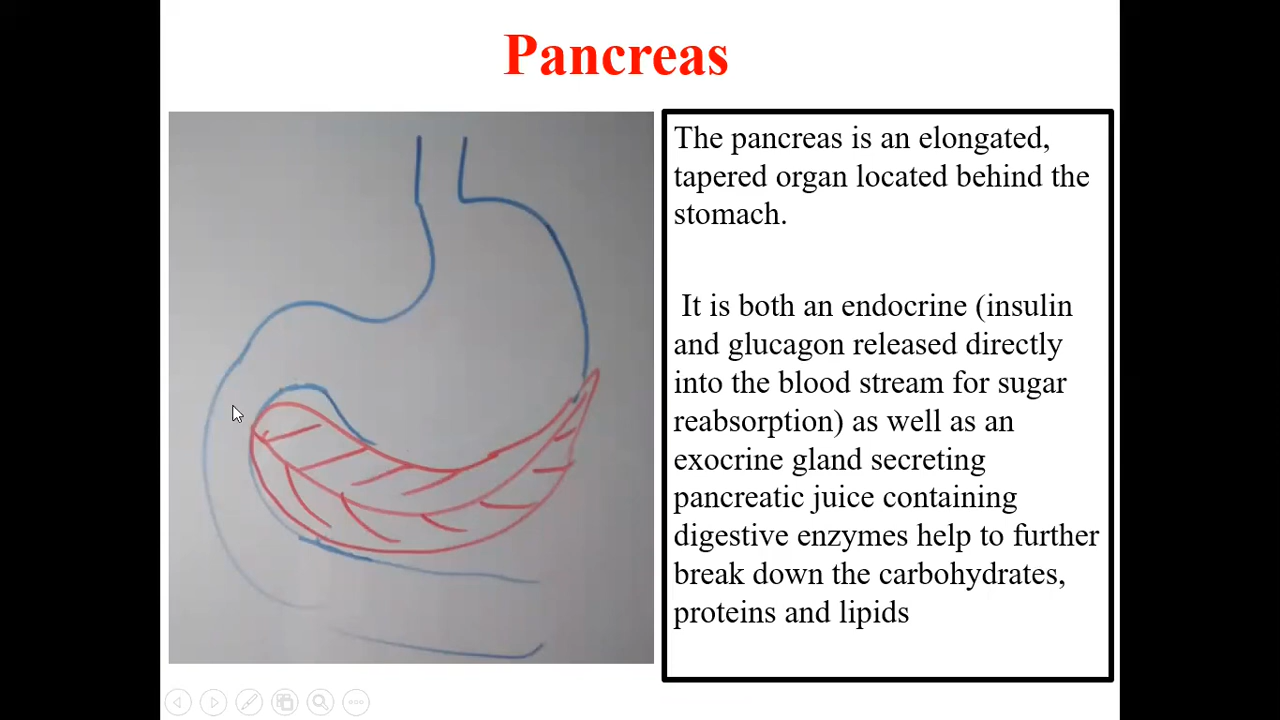 Pancreas
The pancreas is an elongated,
tapered organ located behind the
stomach.
It is both an endocrine (insulin
and glucagon released directly
into the blood stream for sugar
reabsorption) as well as an
exocrine gland secreting
pancreatic juice containing
digestive enzymes help to further
break down the carbohydrates,
proteins and lipids